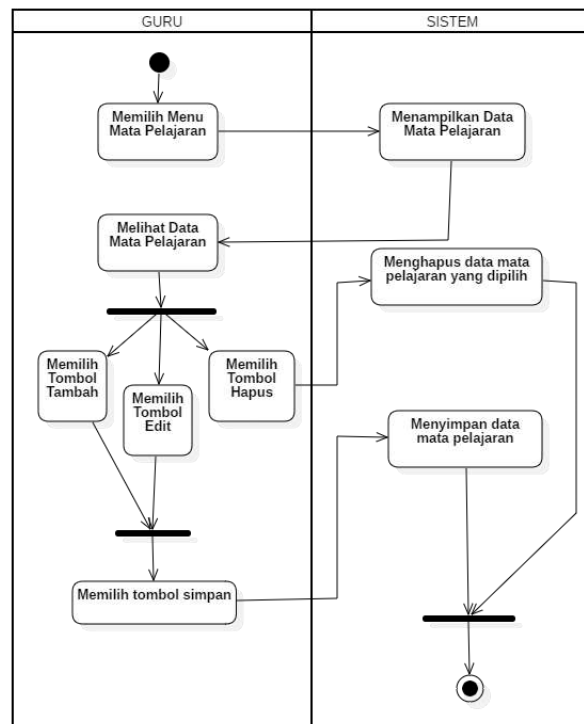 GURU
SISTEM
Memilih Menu
Mata Pelajaran
Menampilkan Data
Mata Pelajaran
Melihat Data
Mata Pelajaran
Menghapus data mata
pelajaran yang dipilih
Memilih
Tombol
Tambah
Memilih
Tombol
Edit
Memilih
Tombol
Hapus
Menyimpan data
mata pelajaran
Memilih tombol simpan